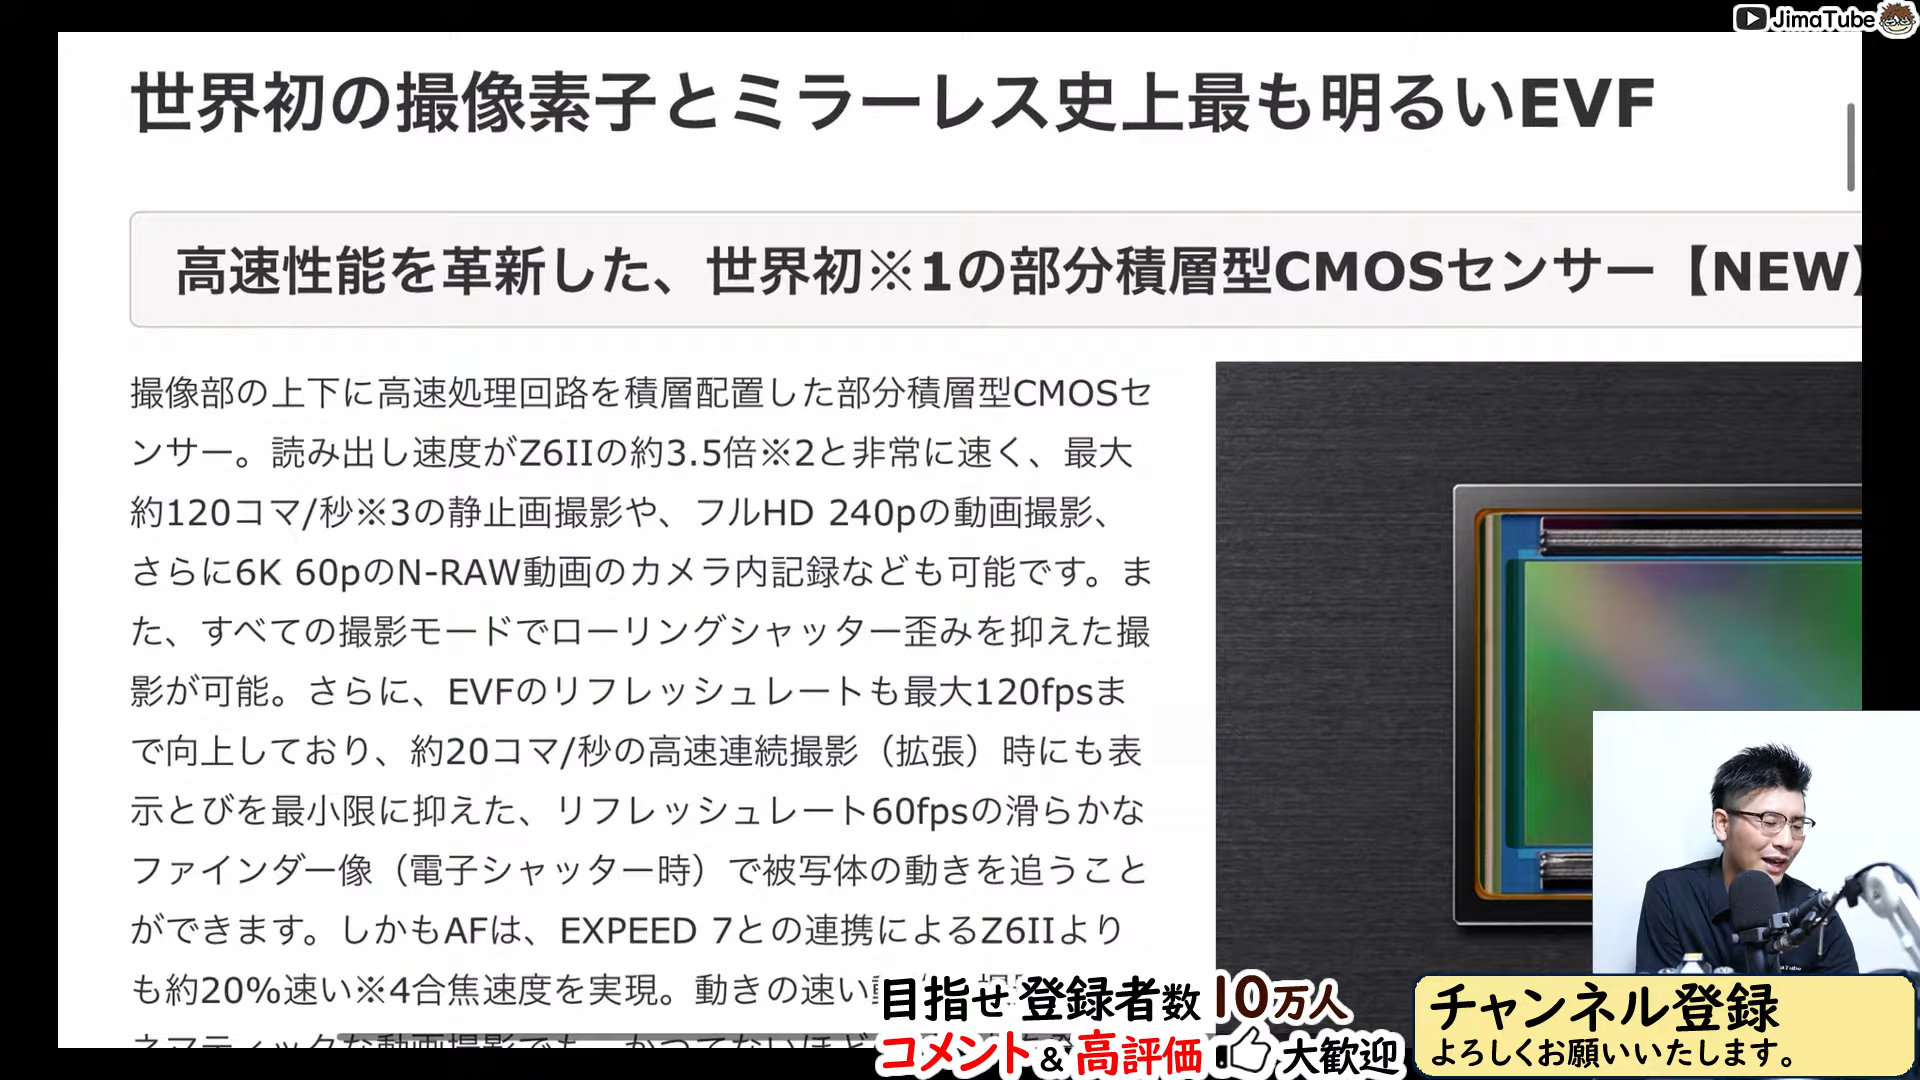 JimaTube
世界初の撮像素子とミラーレス史上最も明るいEVF
高速性能を革新した、世界初※1の部分積層型CMOSセンサー【NEW】
撮像部の上下に高速処理回路を積層配置した部分積層型CMOSセ
ンサー。読み出し速度がZ6IIの約3.5倍※2と非常に速く、最大
約120コマ/秒※3の静止画撮影や、フルHD 240pの動画撮影、
さらに6K 60pのN-RAW動画のカメラ内記録なども可能です。ま
た、すべての撮影モードでローリングシャッター歪みを抑えた撮
影が可能。さらに、EVFのリフレッシュレートも最大120fpsま
で向上しており、約20コマ/秒の高速連続撮影（拡張）時にも表
示とびを最小限に抑えた、リフレッシュレート60fpsの滑らかな
ファインダー像（電子シャッター時）で被写体の動きを追うこと
ができます。しかもAFは、EXPEED 7との連携によるZ6IIより
も約20%速い※4合焦速度を実現。動きの速い
目指せ 登録者数 10万人
コメント&高評価 大歓迎
チャンネル登録
よろしくお願いいたします。